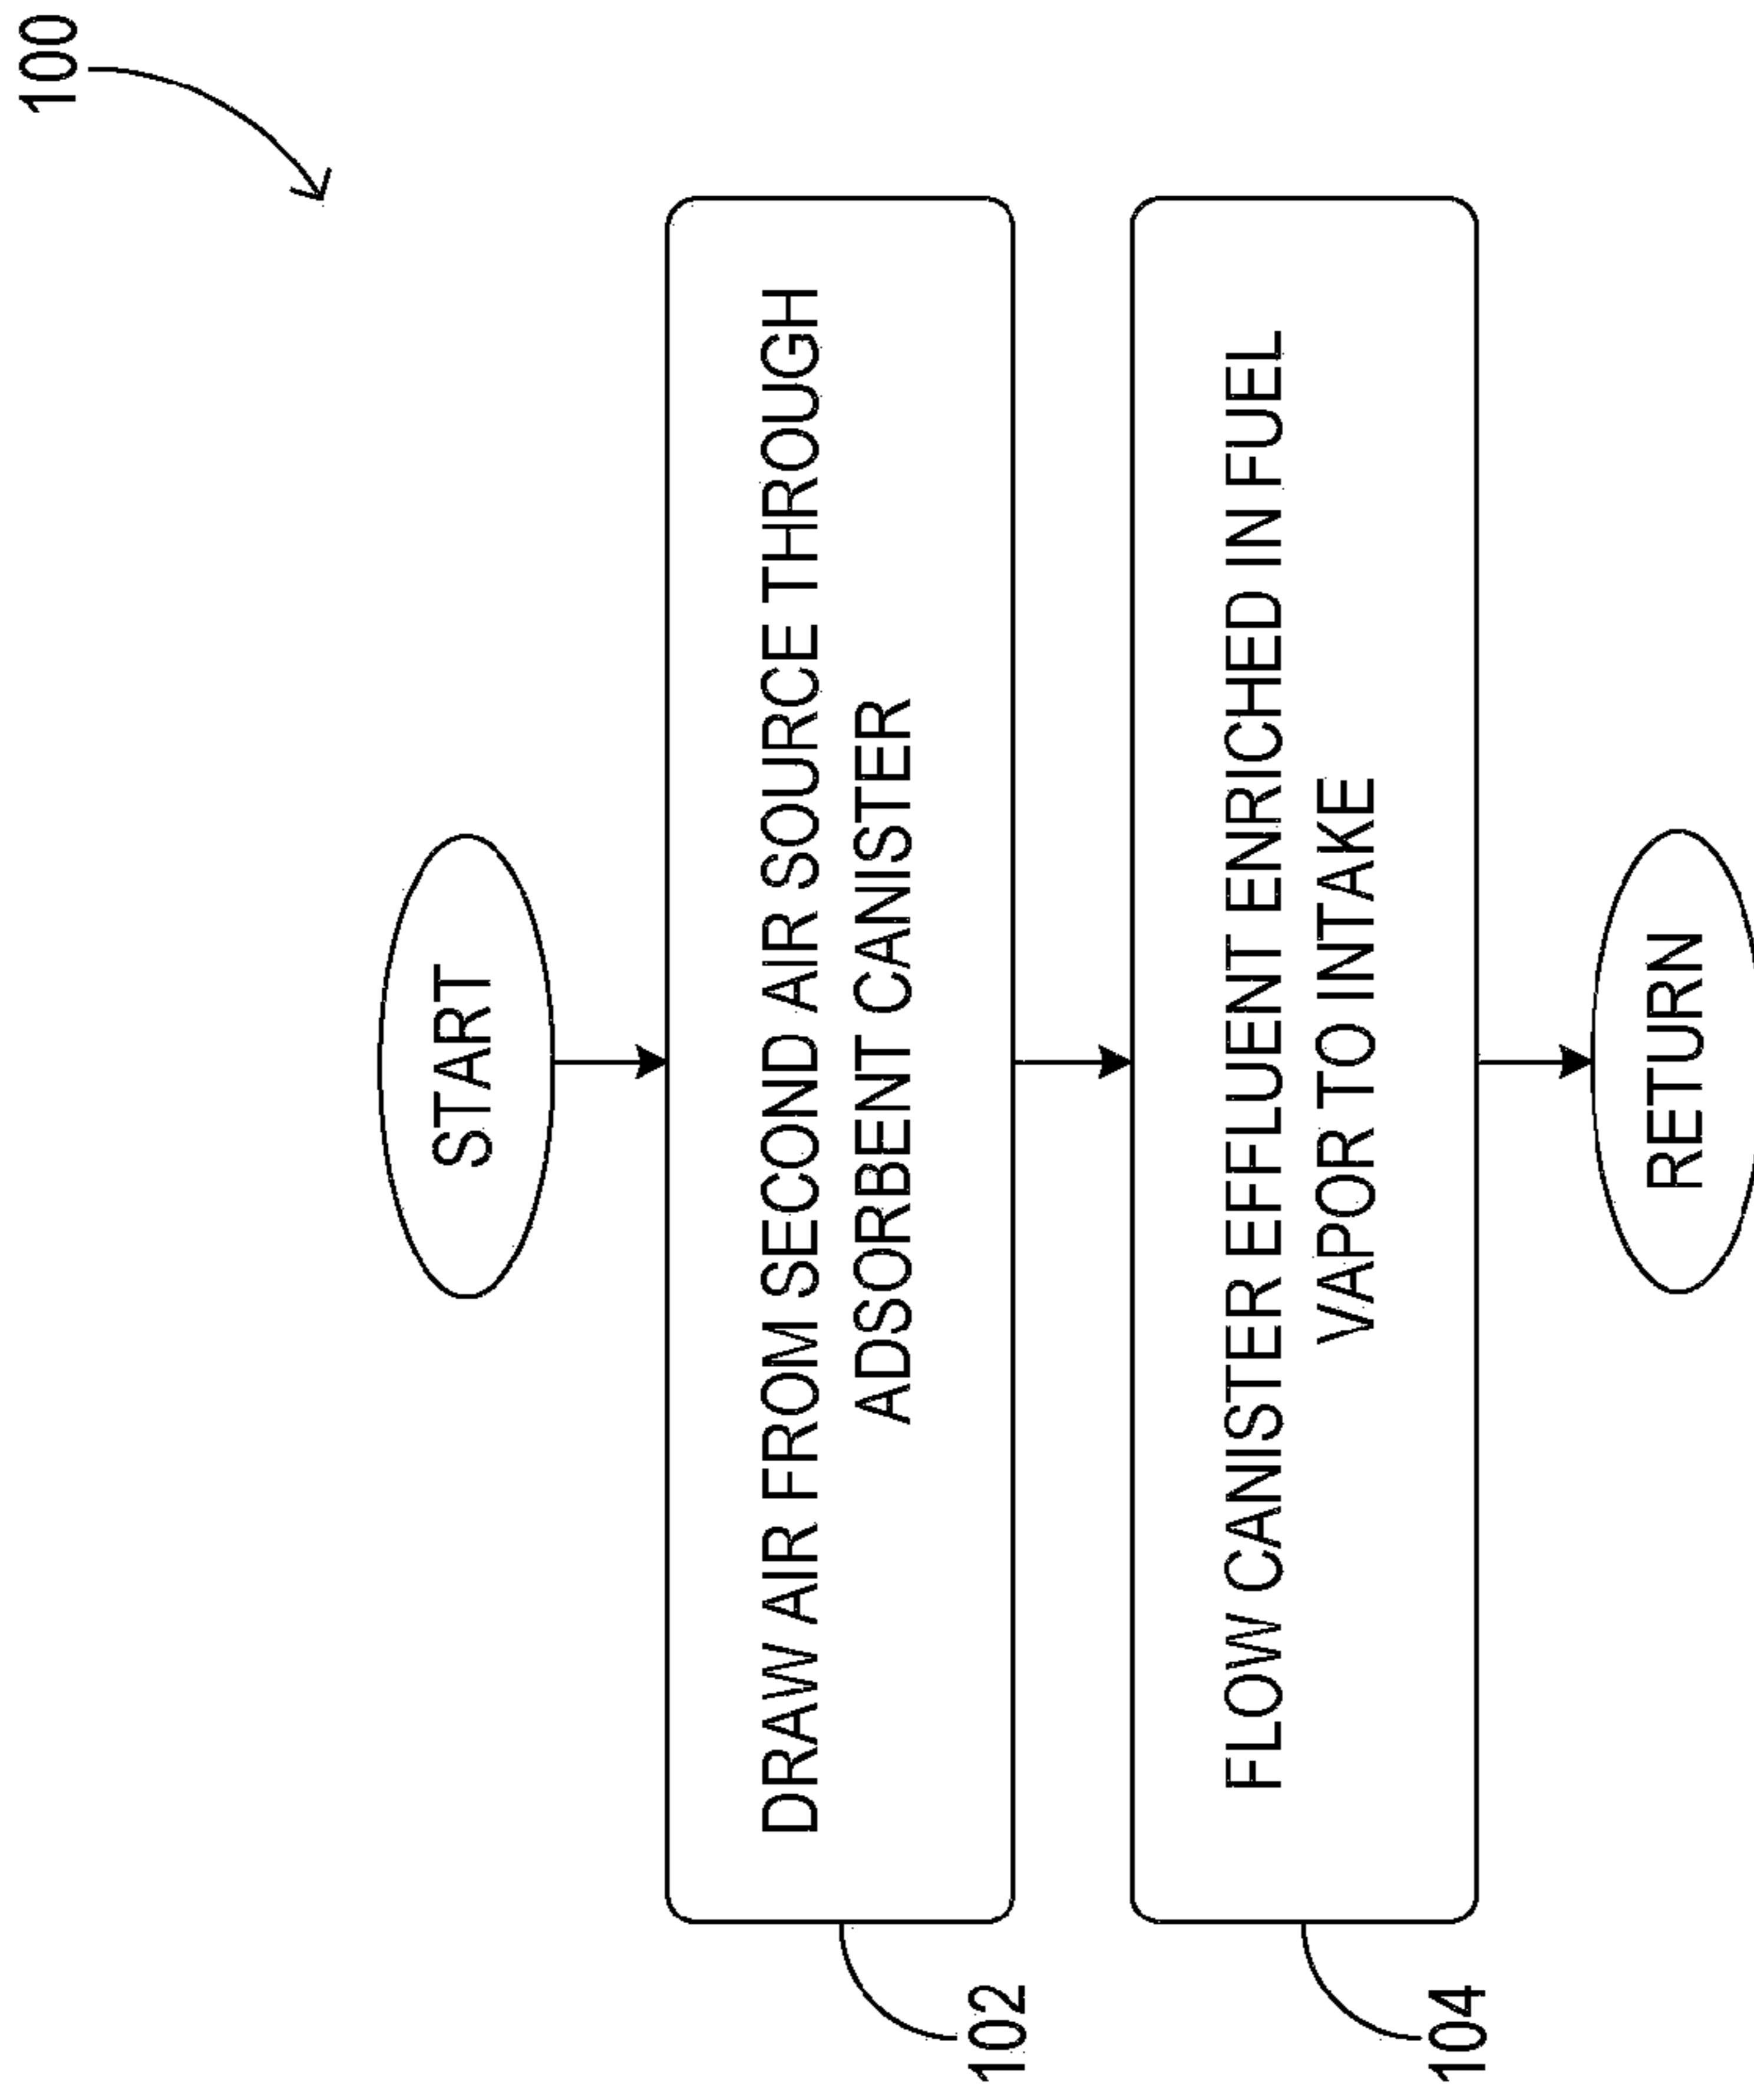 100
START
DRAW AIR FROM SECOND AIR SOURCE THROUGH
ADSORBENT CANISTER
102
FLOW CANISTER EFFLUENT ENRICHED IN FUEL
VAPOR TO INTAKE
104
RETURN